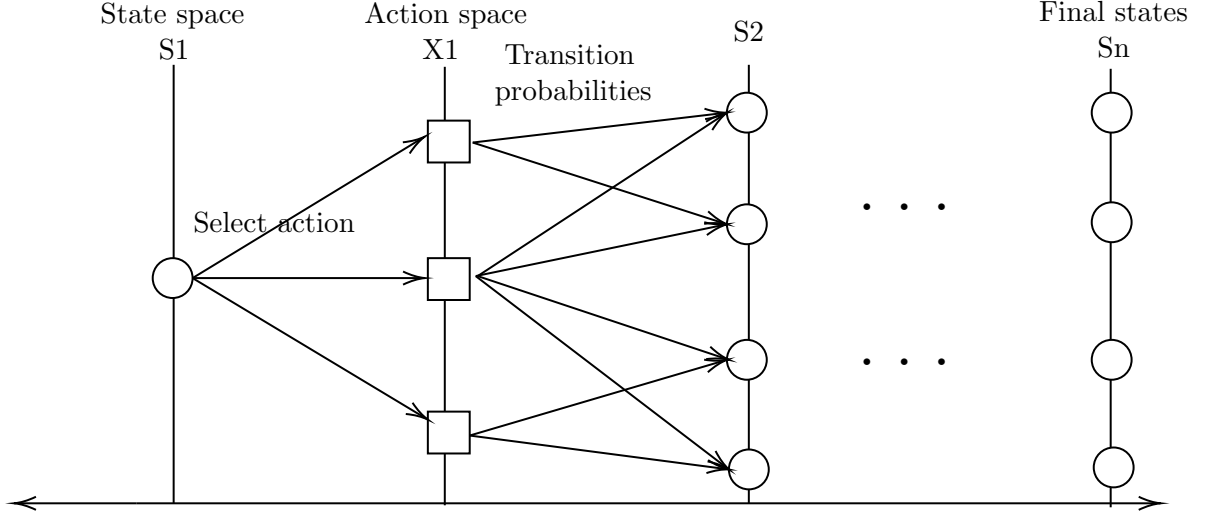 State space
S1
Action space
X1
Transition
probabilities
S2
Final states
Sn
Select action
. . .
. . .